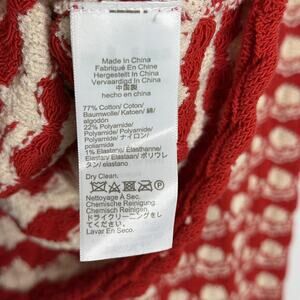 Made In China
Fabriqué En Chine
Hergestellt In China
Vervaardigd In China
中国製
hecho en china
77% Cotton/ Coton/
Baumwolle/ Katoen/ 綿/
algodón
22% Polyamide/
Polyamide/ Polyamid/
Polyamide/ ナイロン/
poliamida
1% Elastane/ Élasthanne/
Elastan/ Elastaan/ ポリウレ
タン/ elastano
Dry Clean.
Nettoyage À Sec.
Chemische Reinigung.
Chemisch Reinigen.
ドライクリーニングをし
てください。
Lavar En Seco.